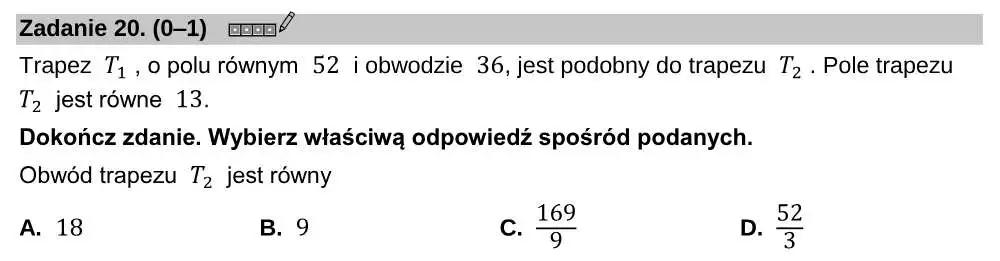 Zadanie 20. (0–1)
Trapez T₁ , o polu równym 52 i obwodzie 36, jest podobny do trapezu T₂ . Pole trapezu
T₂ jest równe 13.
Dokończ zdanie. Wybierz właściwą odpowiedź spośród podanych.
Obwód trapezu T₂ jest równy
A. 18 B. 9 C. 169/9 D. 52/3